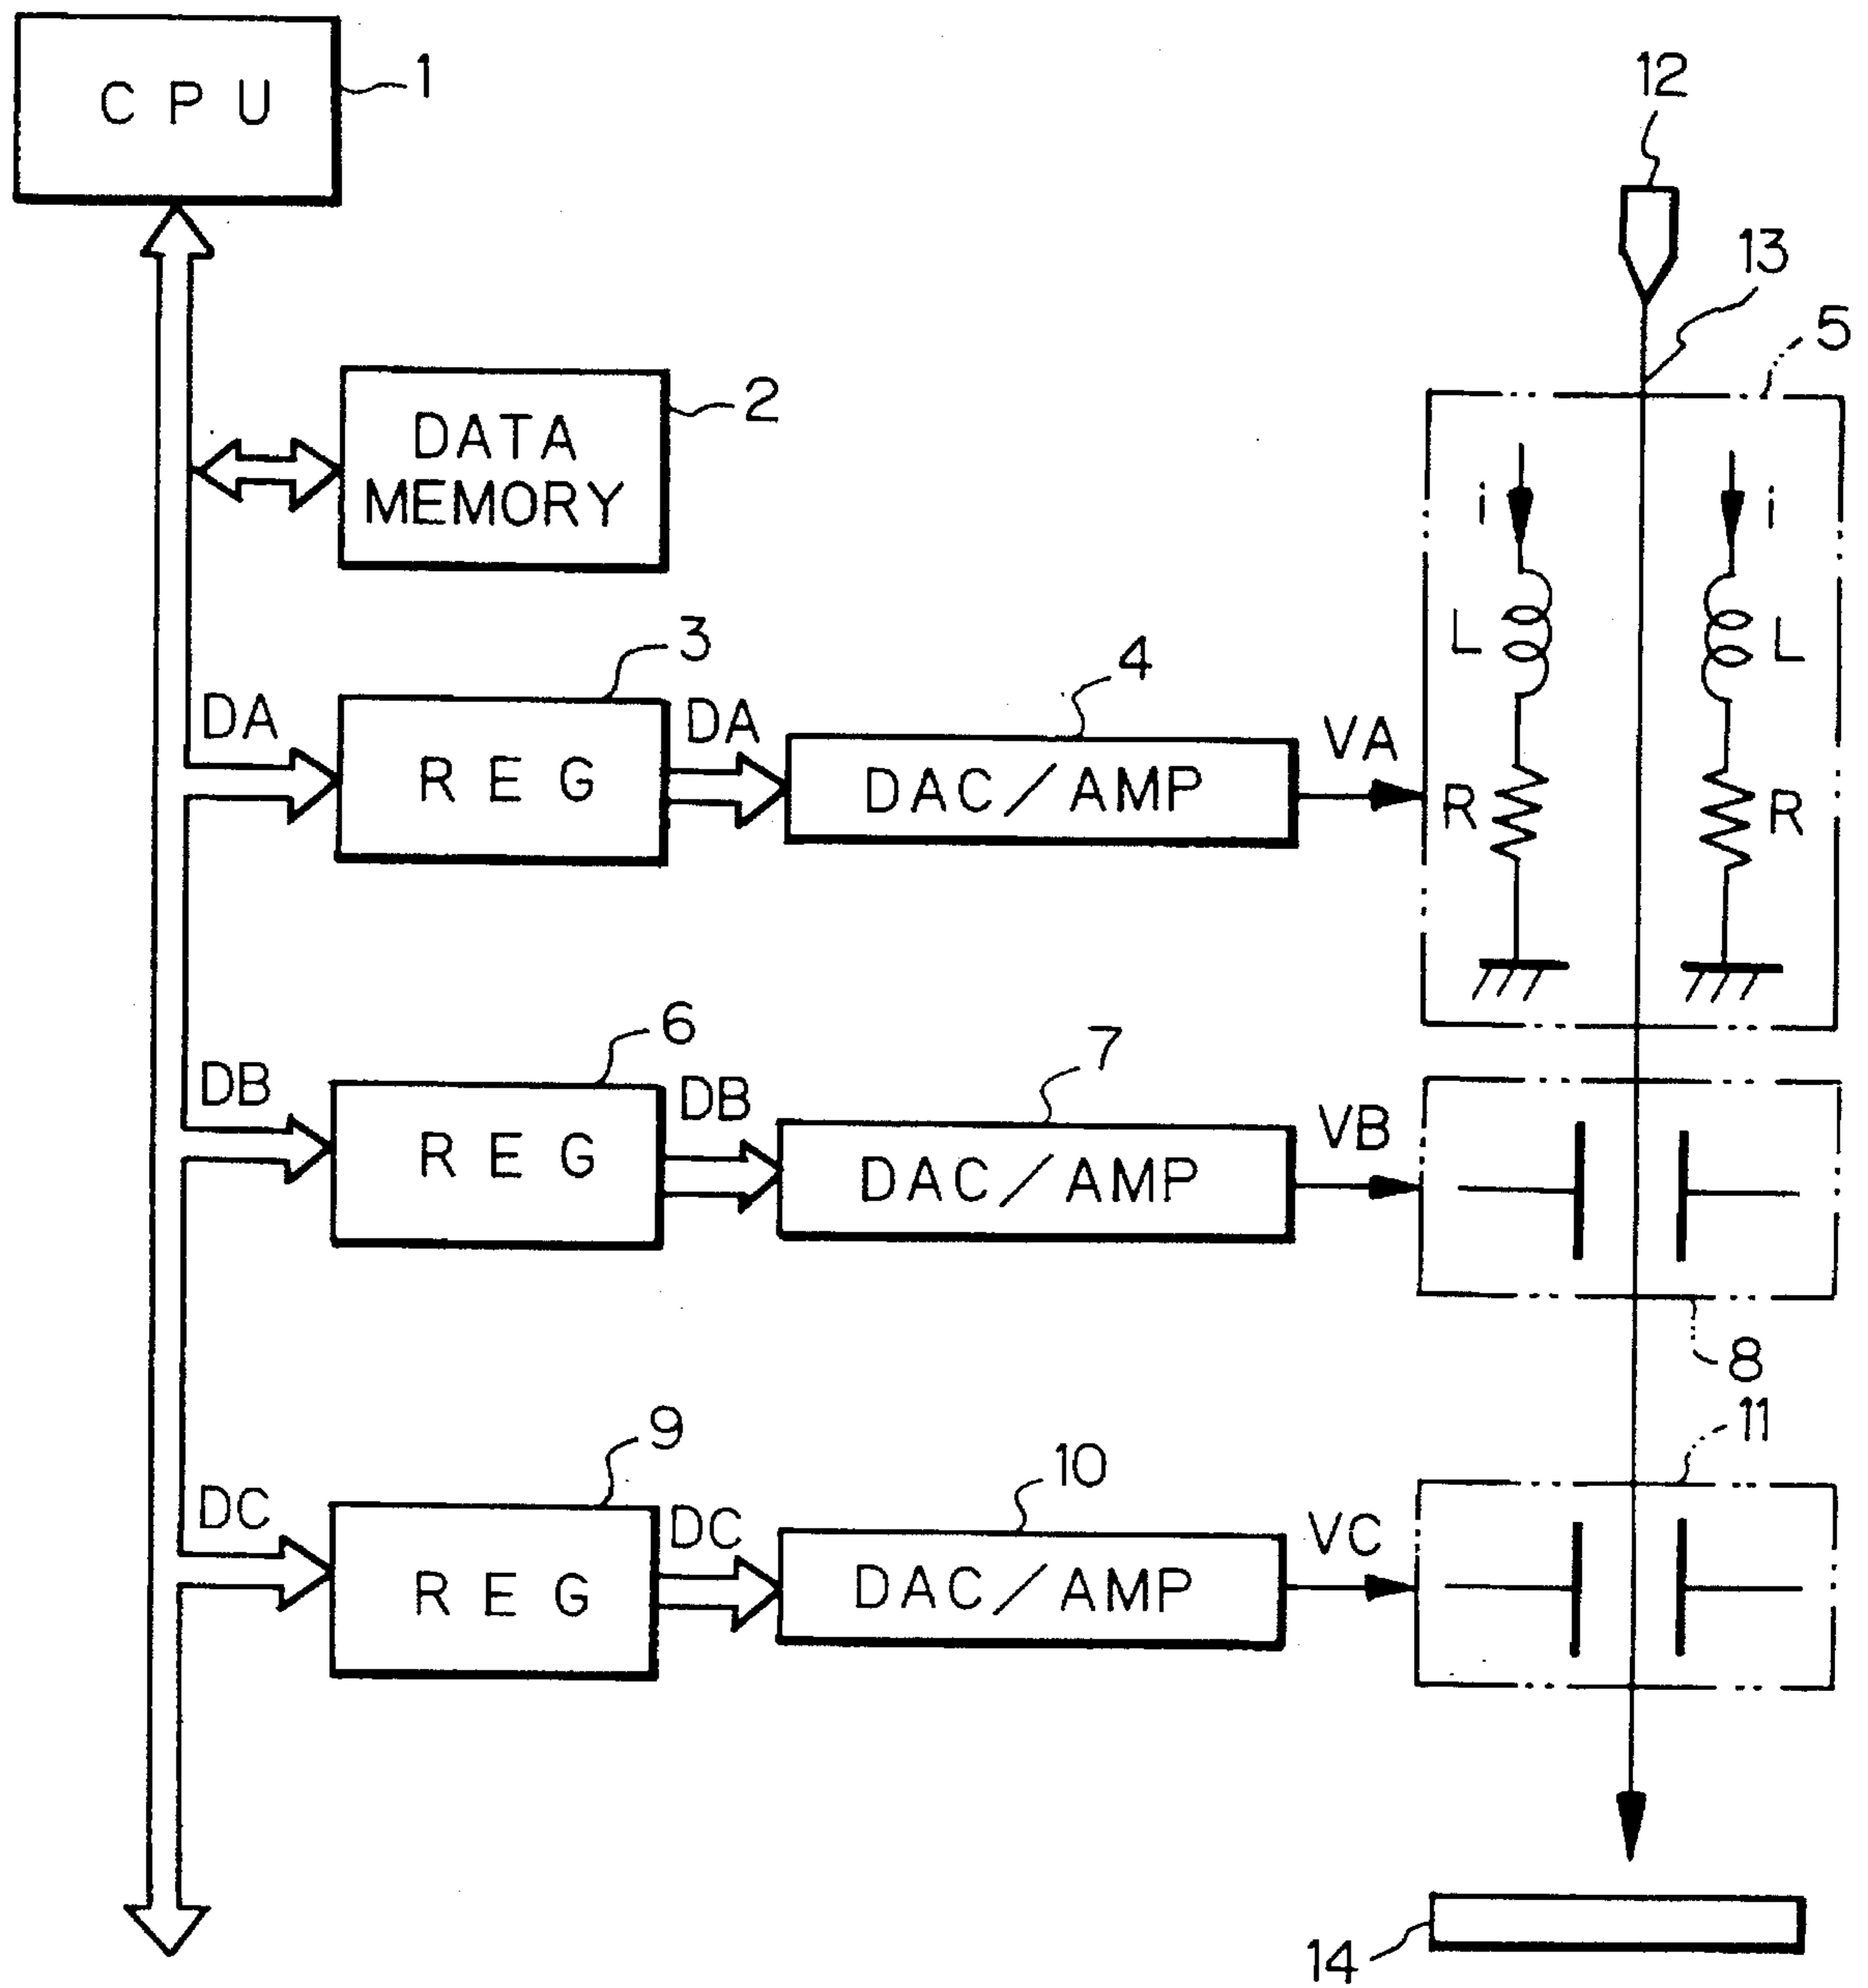 CPU
1
12
13
5
DATA
MEMORY
2
i
i
L
L
3
DA
REG
DA
4
DAC/AMP
VA
R
R
6
DB
REG
DB
7
DAC/AMP
VB
8
9
DC
REG
DC
10
DAC/AMP
VC
11
14